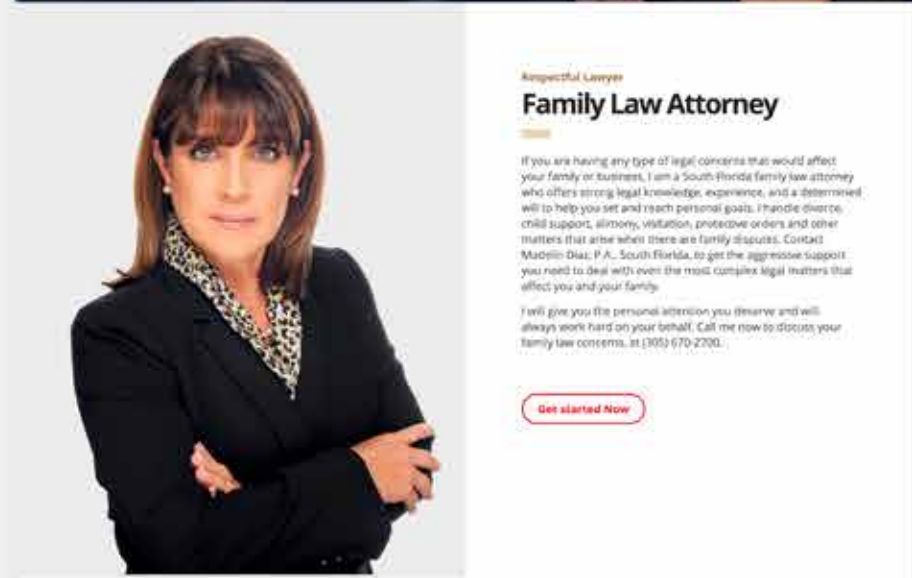 Respectful Lawyer
Family Law Attorney
If you are having any type of legal concerns that would affect
your family or business, I am a South Florida family law attorney
who offers strong legal knowledge, experience, and a determined
will to help you set and reach personal goals. I handle divorce,
child support, alimony, visitation, protective orders and other
matters that arise when there are family disputes. Contact
Madelin Diaz, P.A., South Florida, to get the aggressive support
you need to deal with even the most complex legal matters that
affect you and your family.
I will give you the personal attention you deserve and will
always work hard on your behalf. Call me now to discuss your
family law concerns, at (305) 670-2700.
Get started Now